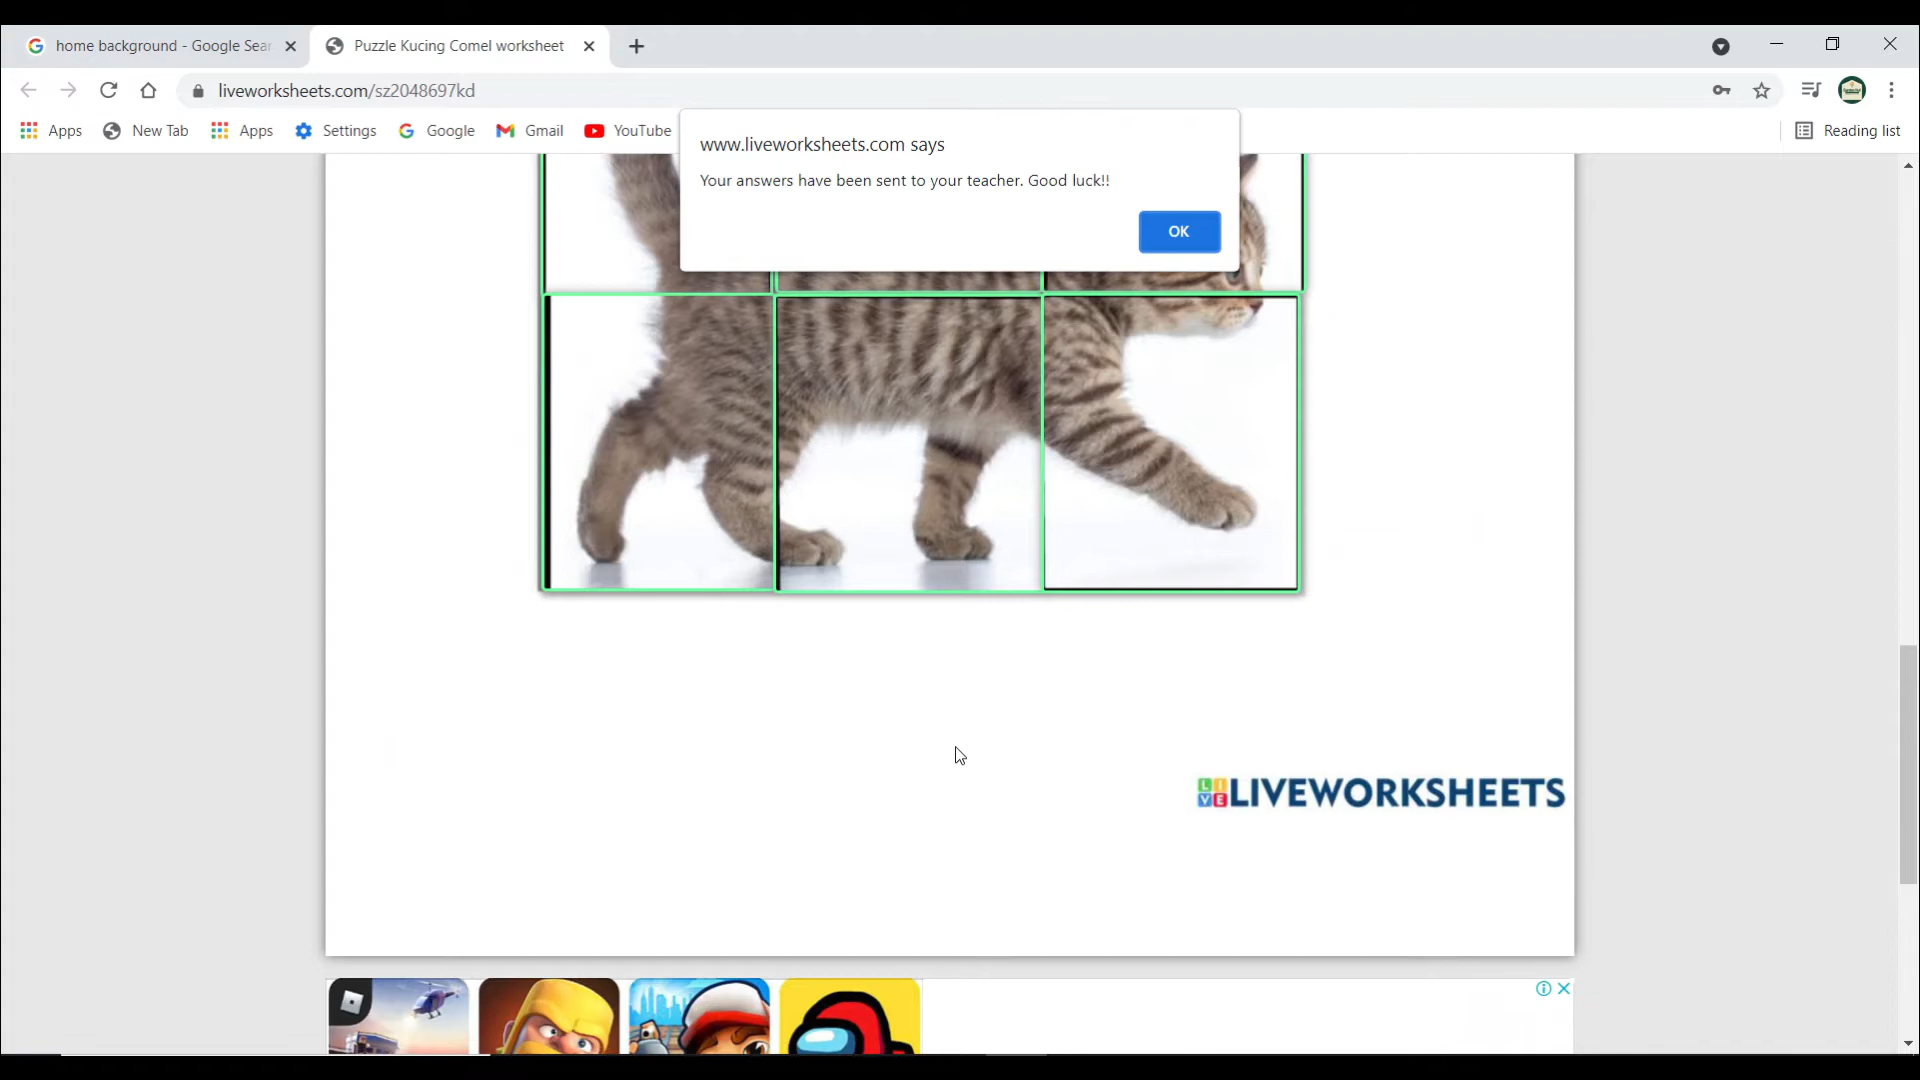 home background - Google Sear
Puzzle Kucing Comel worksheet
liveworksheets.com/sz2048697kd
Apps
New Tab
Apps
Settings
Google
Gmail
YouTube
Reading list
www.liveworksheets.com says
Your answers have been sent to your teacher. Good luck!!
OK
LIVE LIVEWORKSHEETS